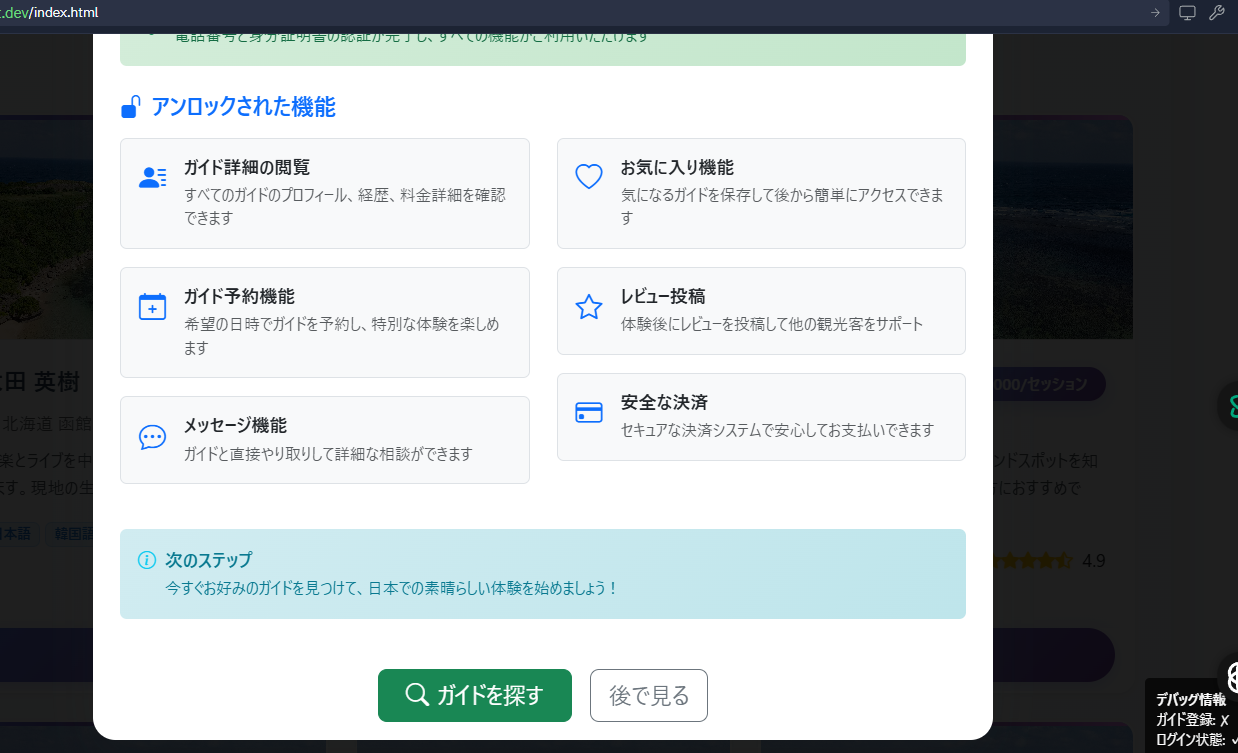 t.dev/index.html
電話番号と身分証明書の認証が完了し、すべての機能がご利用いただけます
アンロックされた機能
ガイド詳細の閲覧
すべてのガイドのプロフィール、経歴、料金詳細を確認
できます
お気に入り機能
気になるガイドを保存して後から簡単にアクセスできま
す
ガイド予約機能
希望の日時でガイドを予約し、特別な体験を楽しめ
ます
レビュー投稿
体験後にレビューを投稿して他の観光客をサポート
メッセージ機能
ガイドと直接やり取りして詳細な相談ができます
安全な決済
セキュアな決済システムで安心してお支払いできます
次のステップ
今すぐお好みのガイドを見つけて、日本での素晴らしい体験を始めましょう！
ガイドを探す
後で見る
田 英樹
北海道 函館
楽とライブを中
ます。現地の生
日本語
韓国語
000/セッション
ンドスポットを知
におすすめで
4.9
デバッグ情報
ガイド登録: ✗
ログイン状態: ✓